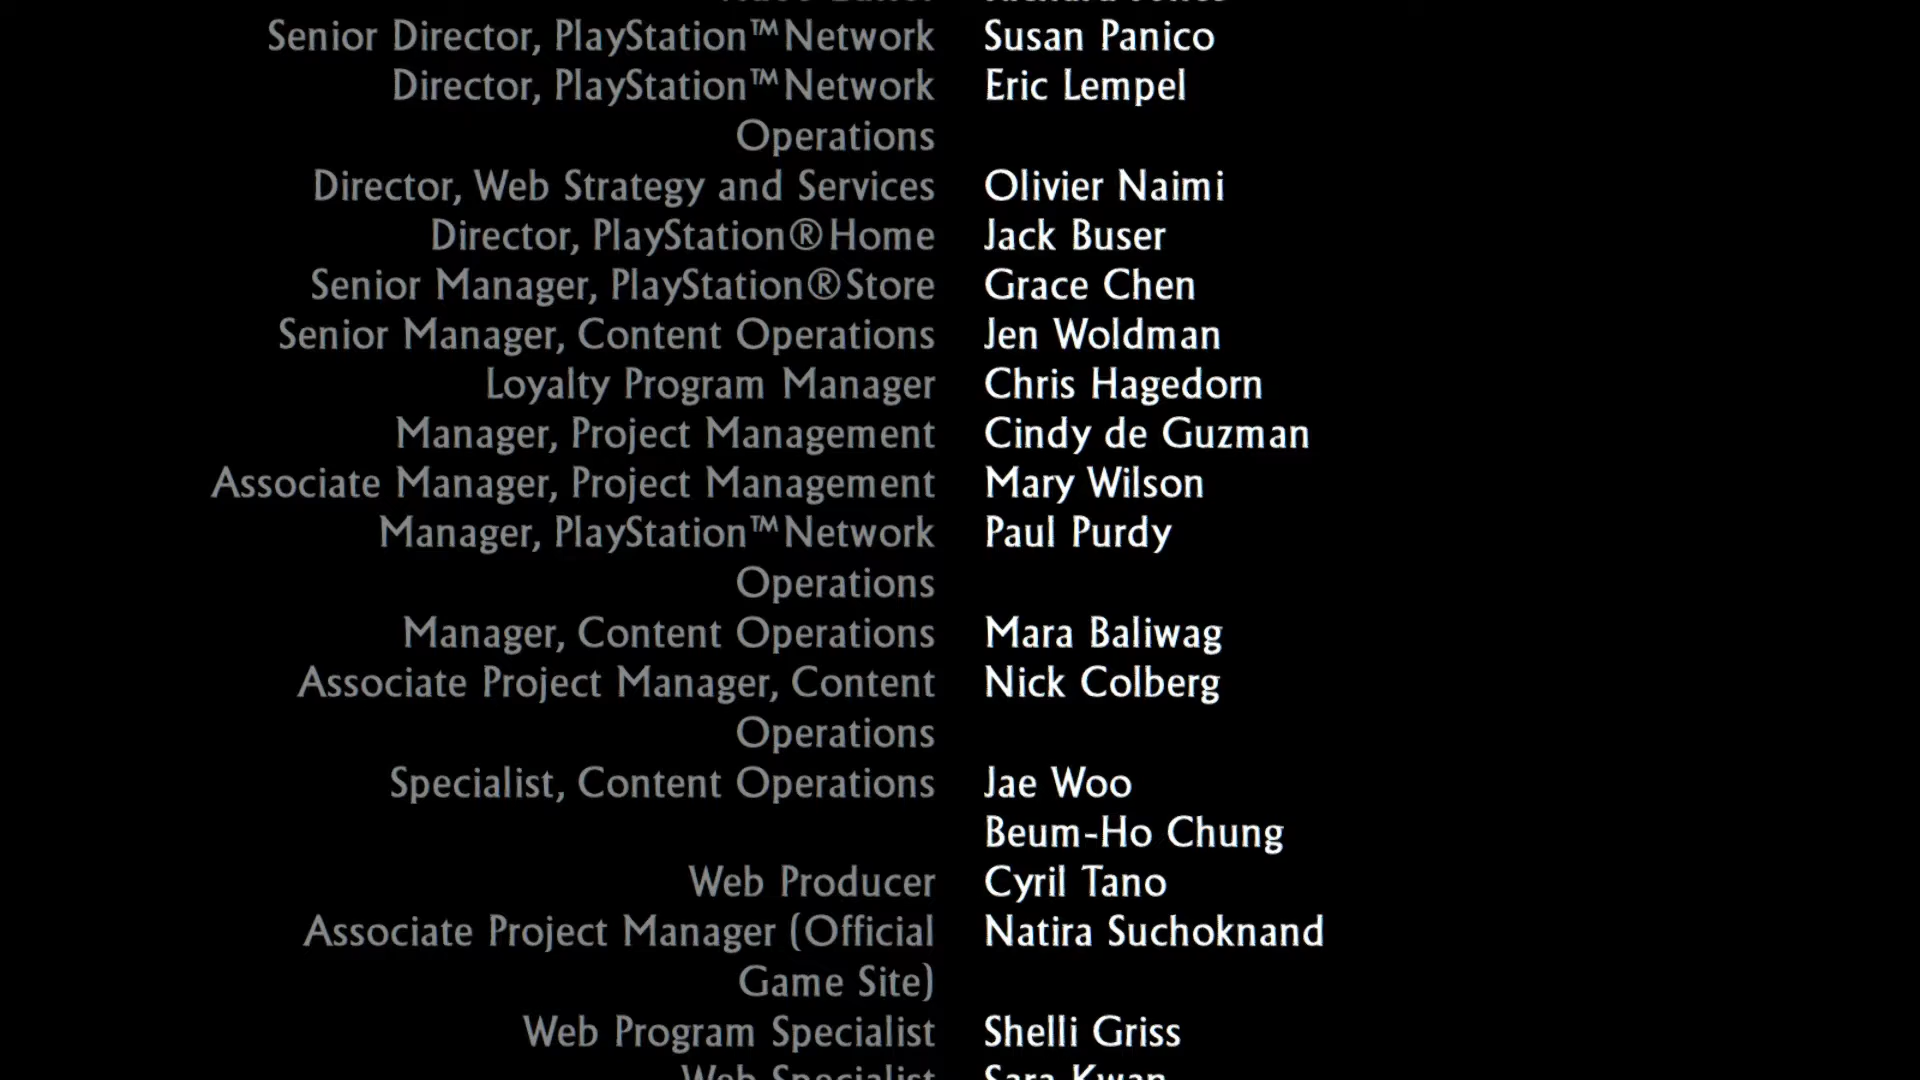 Senior Director, PlayStation™Network Susan Panico
Director, PlayStation™Network Eric Lempel
Operations
Director, Web Strategy and Services Olivier Naimi
Director, PlayStation®Home Jack Buser
Senior Manager, PlayStation®Store Grace Chen
Senior Manager, Content Operations Jen Woldman
Loyalty Program Manager Chris Hagedorn
Manager, Project Management Cindy de Guzman
Associate Manager, Project Management Mary Wilson
Manager, PlayStation™Network Paul Purdy
Operations
Manager, Content Operations Mara Baliwag
Associate Project Manager, Content Nick Colberg
Operations
Specialist, Content Operations Jae Woo
Beum-Ho Chung
Web Producer Cyril Tano
Associate Project Manager (Official Natira Suchoknand
Game Site)
Web Program Specialist Shelli Griss
Web Specialist Sara Kwan